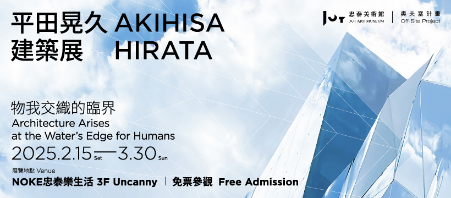 平田晃久 AKIHISA
建築展 HIRATA
JUT 忠泰美術館 | 與天空計畫
JUT ART MUSEUM | Off-Site Project
物我交織的臨界
Architecture Arises
at the Water's Edge for Humans
2025.2.15 Sat — 3.30 Sun
展覽地點 Venue
NOKE忠泰樂生活 3F Uncanny | 免票參觀 Free Admission